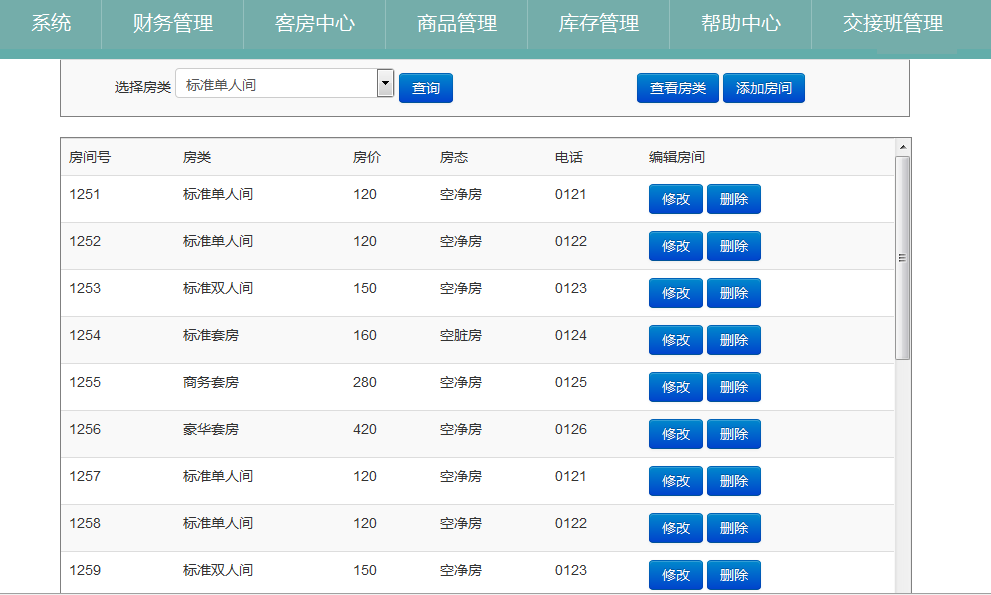 系统 财务管理 客房中心 商品管理 库存管理 帮助中心 交接班管理
选择房类 标准单人间 查询 查看房类 添加房间
房间号 房类 房价 房态 电话 编辑房间
1251 标准单人间 120 空净房 0121 修改 删除
1252 标准单人间 120 空净房 0122 修改 删除
1253 标准双人间 150 空净房 0123 修改 删除
1254 标准套房 160 空脏房 0124 修改 删除
1255 商务套房 280 空净房 0125 修改 删除
1256 豪华套房 420 空净房 0126 修改 删除
1257 标准单人间 120 空净房 0121 修改 删除
1258 标准单人间 120 空净房 0122 修改 删除
1259 标准双人间 150 空净房 0123 修改 删除